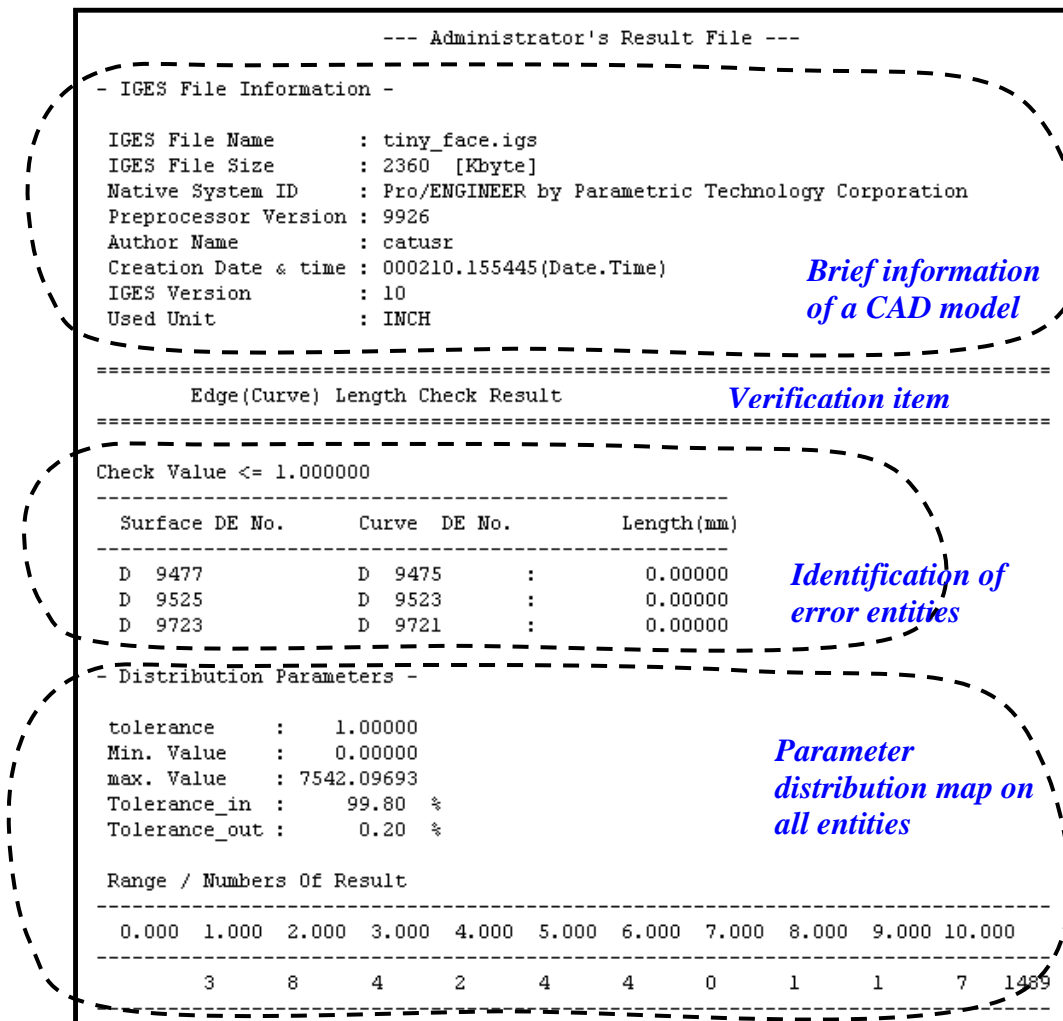 --- Administrator's Result File ---
- IGES File Information -
IGES File Name : tiny_face.igs
IGES File Size : 2360 [Kbyte]
Native System ID : Pro/ENGINEER by Parametric Technology Corporation
Preprocessor Version : 9926
Author Name : catusr
Creation Date & time : 000210.155445(Date.Time)
IGES Version : 10
Used Unit : INCH
Brief information
of a CAD model
================================================================================
Edge(Curve) Length Check Result
Verification item
================================================================================
Check Value <= 1.000000
-----------------------------------------------------
Surface DE No. Curve DE No. Length(mm)
-----------------------------------------------------
D 9477 D 9475 : 0.00000
D 9525 D 9523 : 0.00000
D 9723 D 9721 : 0.00000
Identification of
error entities
- Distribution Parameters -
tolerance : 1.00000
Min. Value : 0.00000
max. Value : 7542.09693
Tolerance_in : 99.80 %
Tolerance_out : 0.20 %
Parameter
distribution map on
all entities
Range / Numbers Of Result
--------------------------------------------------------------------------------
0.000 1.000 2.000 3.000 4.000 5.000 6.000 7.000 8.000 9.000 10.000
--------------------------------------------------------------------------------
3 8 4 2 4 4 0 1 1 7 1489
--------------------------------------------------------------------------------